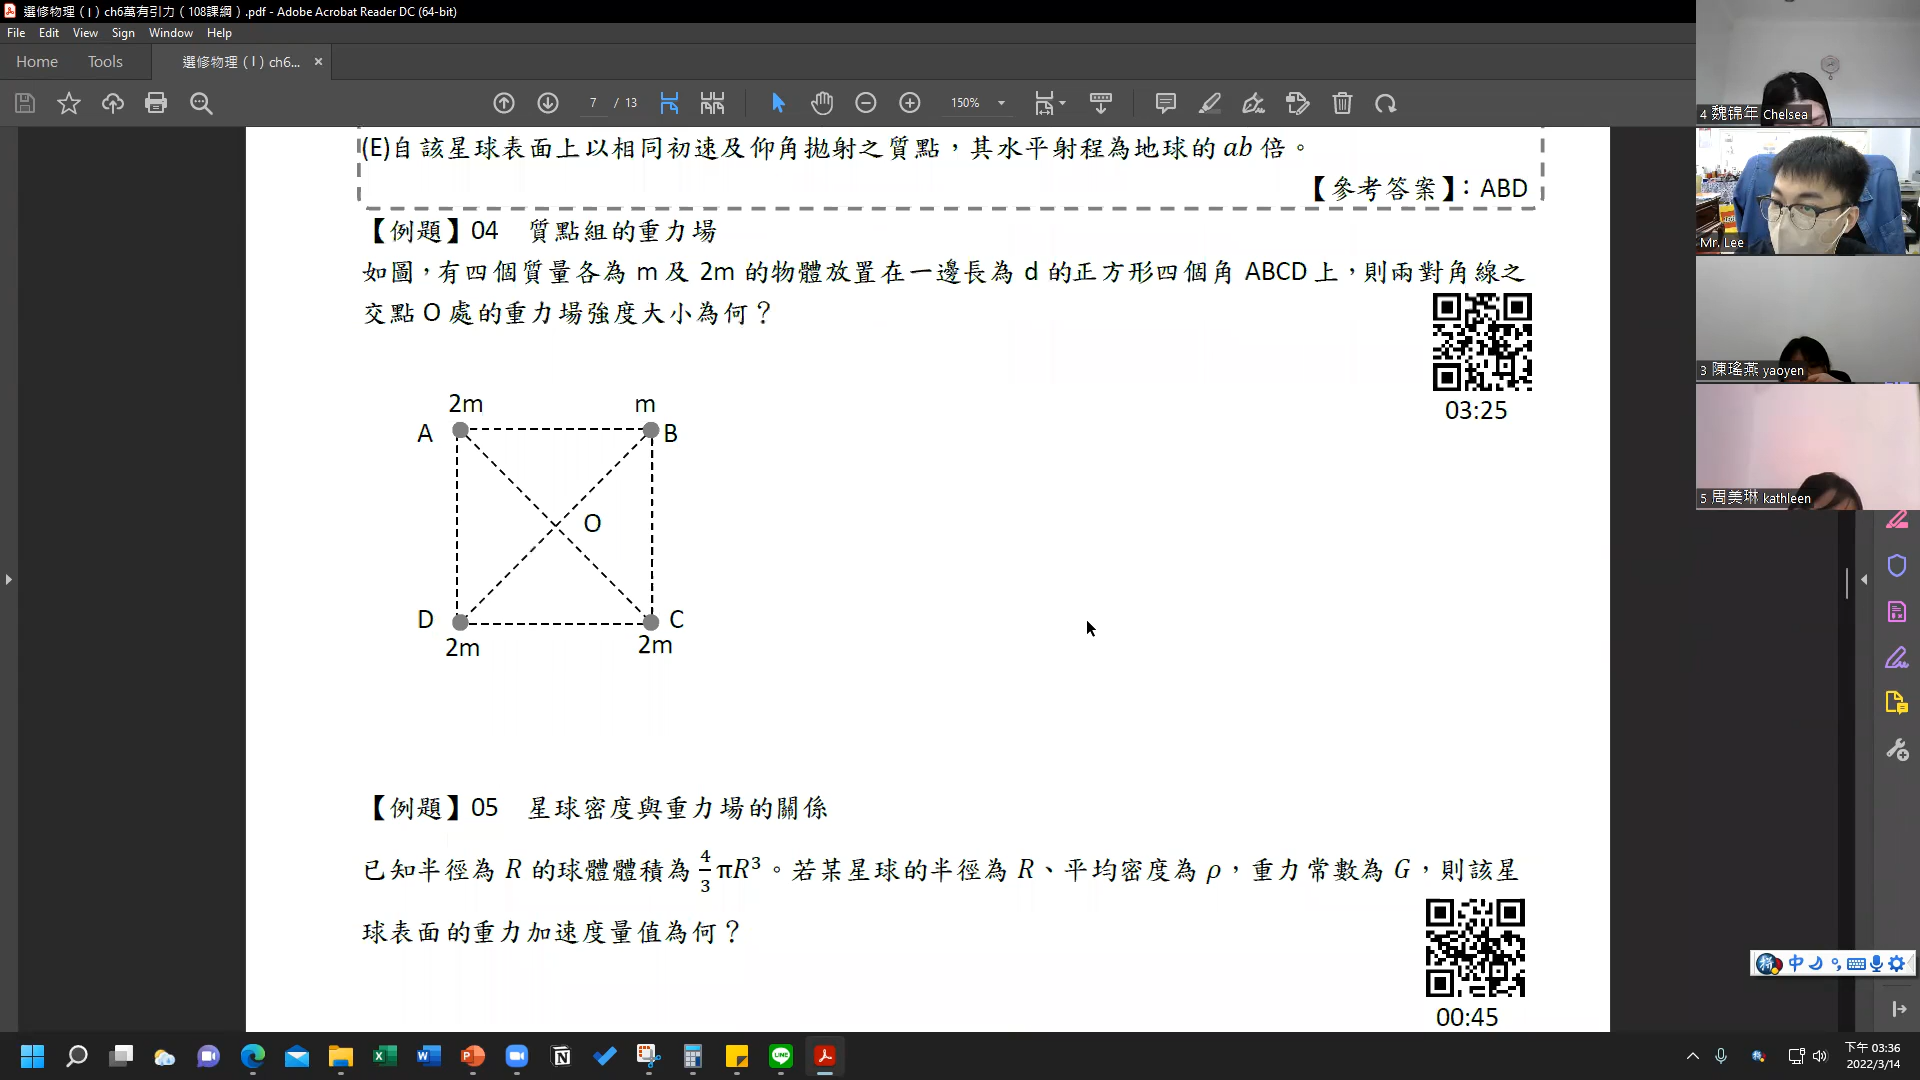 選修物理（I）ch6萬有引力（108課綱）.pdf - Adobe Acrobat Reader DC (64-bit)
File Edit View Sign Window Help
Home Tools 選修物理（I）ch6... ×
7 / 13 150%
(E)自該星球表面上以相同初速及仰角拋射之質點，其水平射程為地球的 ab 倍。
【參考答案】：ABD
【例題】04 質點組的重力場
如圖，有四個質量各為 m 及 2m 的物體放置在一邊長為 d 的正方形四個角 ABCD 上，則兩對角線之
交點 O 處的重力場強度大小為何？
03:25
2m m
A B
O
D C
2m 2m
【例題】05 星球密度與重力場的關係
已知半徑為 R 的球體體積為 4/3 πR³。若某星球的半徑為 R、平均密度為 ρ，重力常數為 G，則該星
球表面的重力加速度量值為何？
00:45
4 魏锦年 Chelsea
Mr. Lee
3 陳瑤燕 yaoyen
5 周美琳 kathleen
中
下午 03:36
2022/3/14